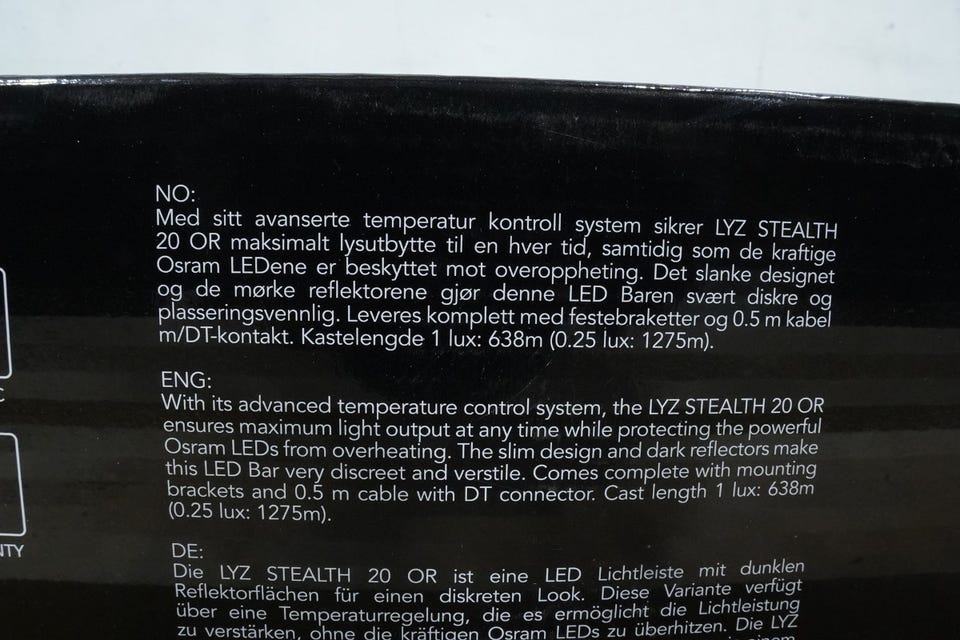 NO:
Med sitt avanserte temperatur kontroll system sikrer LYZ STEALTH
20 OR maksimalt lysutbytte til en hver tid, samtidig som de kraftige
Osram LEDene er beskyttet mot overoppheting. Det slanke designet
og de mørke reflektorene gjør denne LED Baren svært diskre og
plasseringsvennlig. Leveres komplett med festebraketter og 0.5 m kabel
m/DT-kontakt. Kastelengde 1 lux: 638m (0.25 lux: 1275m).
ENG:
With its advanced temperature control system, the LYZ STEALTH 20 OR
ensures maximum light output at any time while protecting the powerful
Osram LEDs from overheating. The slim design and dark reflectors make
this LED Bar very discreet and verstile. Comes complete with mounting
brackets and 0.5 m cable with DT connector. Cast length 1 lux: 638m
(0.25 lux: 1275m).
DE:
Die LYZ STEALTH 20 OR ist eine LED Lichtleiste mit dunklen
Reflektorflächen für einen diskreten Look. Diese Variante verfügt
über eine Temperaturregelung, die es ermöglicht die Lichtleistung
zu verstärken, ohne die kräftigen Osram LEDs zu überhitzen. Die LYZ